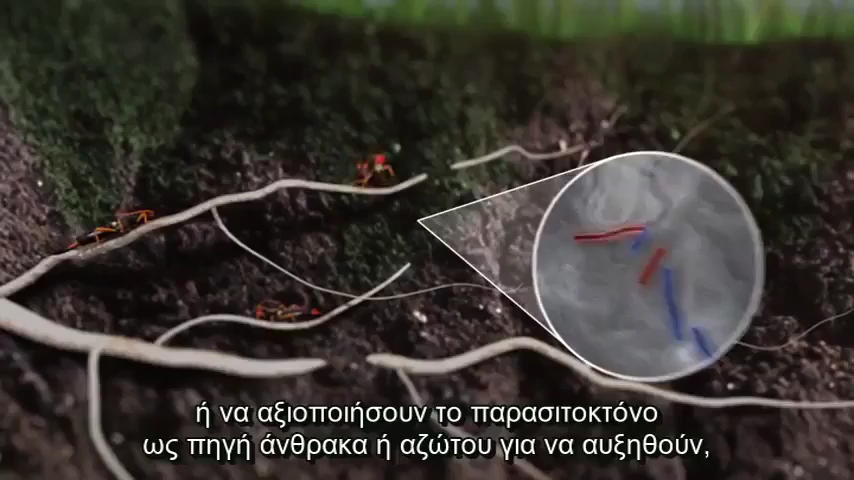 ή να αξιοποιήσουν το παρασιτοκτόνο
ως πηγή άνθρακα ή αζώτου για να αυξηθούν,